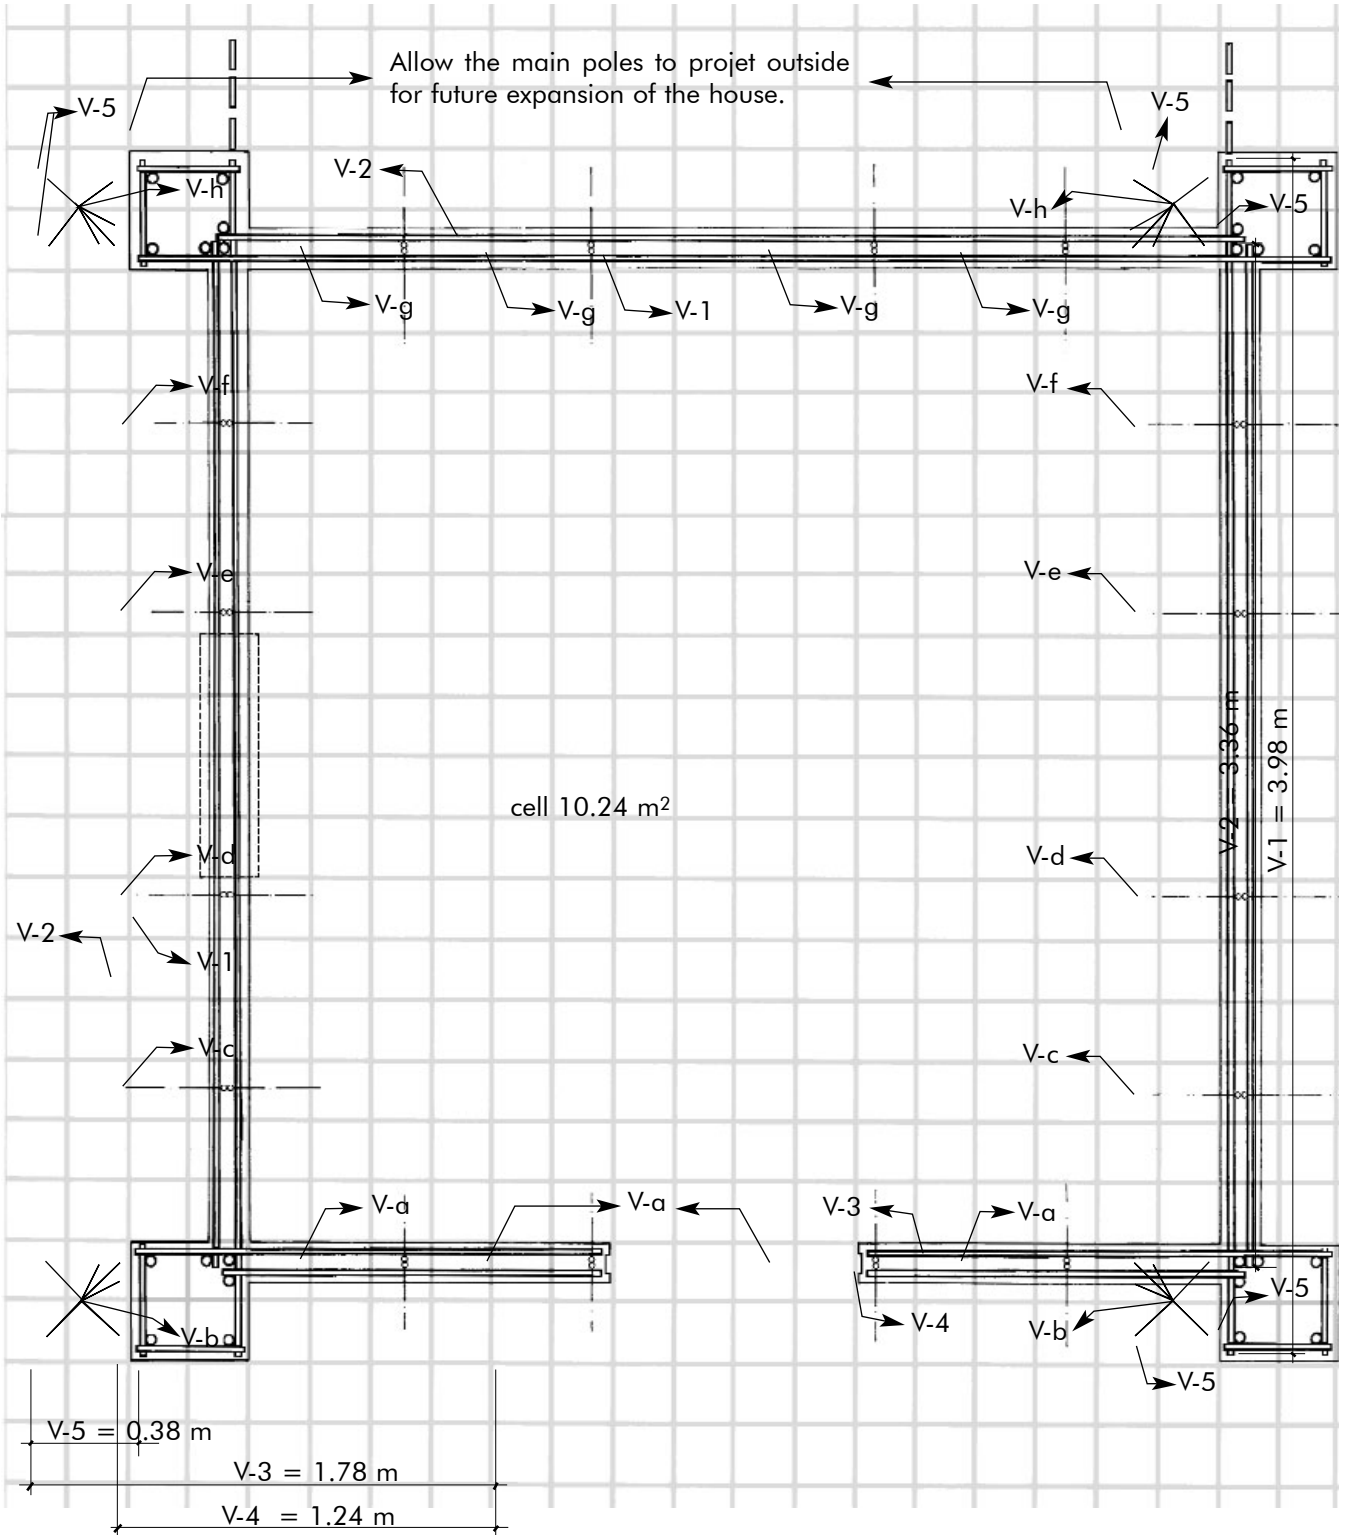 Allow the main poles to projet outside
for future expansion of the house.
V-5
V-5
V-2
V-h
V-h
V-5
V-g
V-g
V-1
V-g
V-g
V-f
V-f
V-e
V-e
V-2 = 3.36 m
V-1 = 3.98 m
cell 10.24 m²
V-d
V-d
V-2
V-1
V-c
V-c
V-a
V-a
V-3
V-a
V-5
V-b
V-4
V-b
V-5
V-5 = 0.38 m
V-3 = 1.78 m
V-4 = 1.24 m